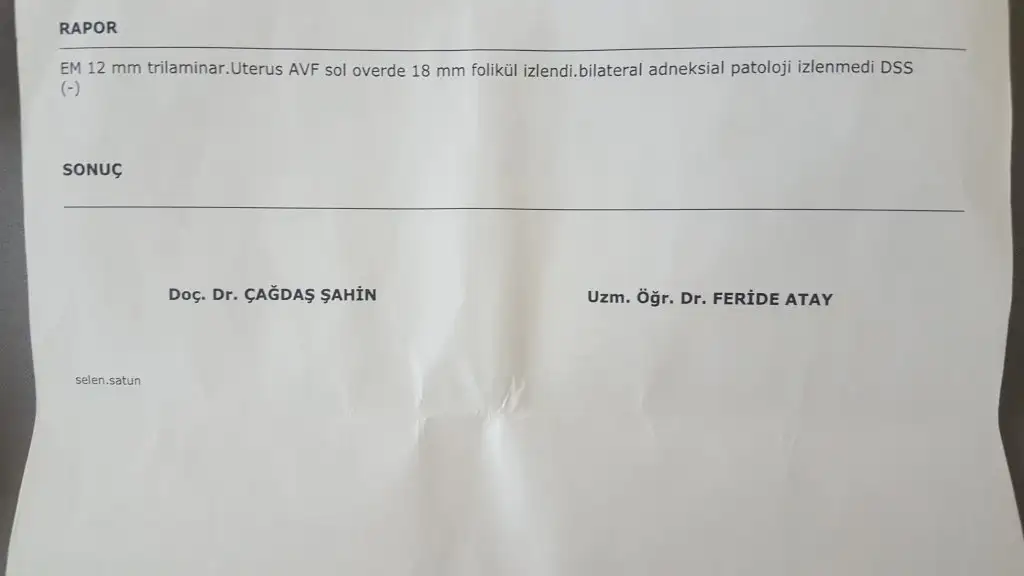 RAPOR
EM 12 mm trilaminar.Uterus AVF sol overde 18 mm folikül izlendi.bilateral adneksial patoloji izlenmedi DSS
(-)
SONUÇ
Doç. Dr. ÇAĞDAŞ ŞAHİN
Uzm. Öğr. Dr. FERİDE ATAY
selen.satun